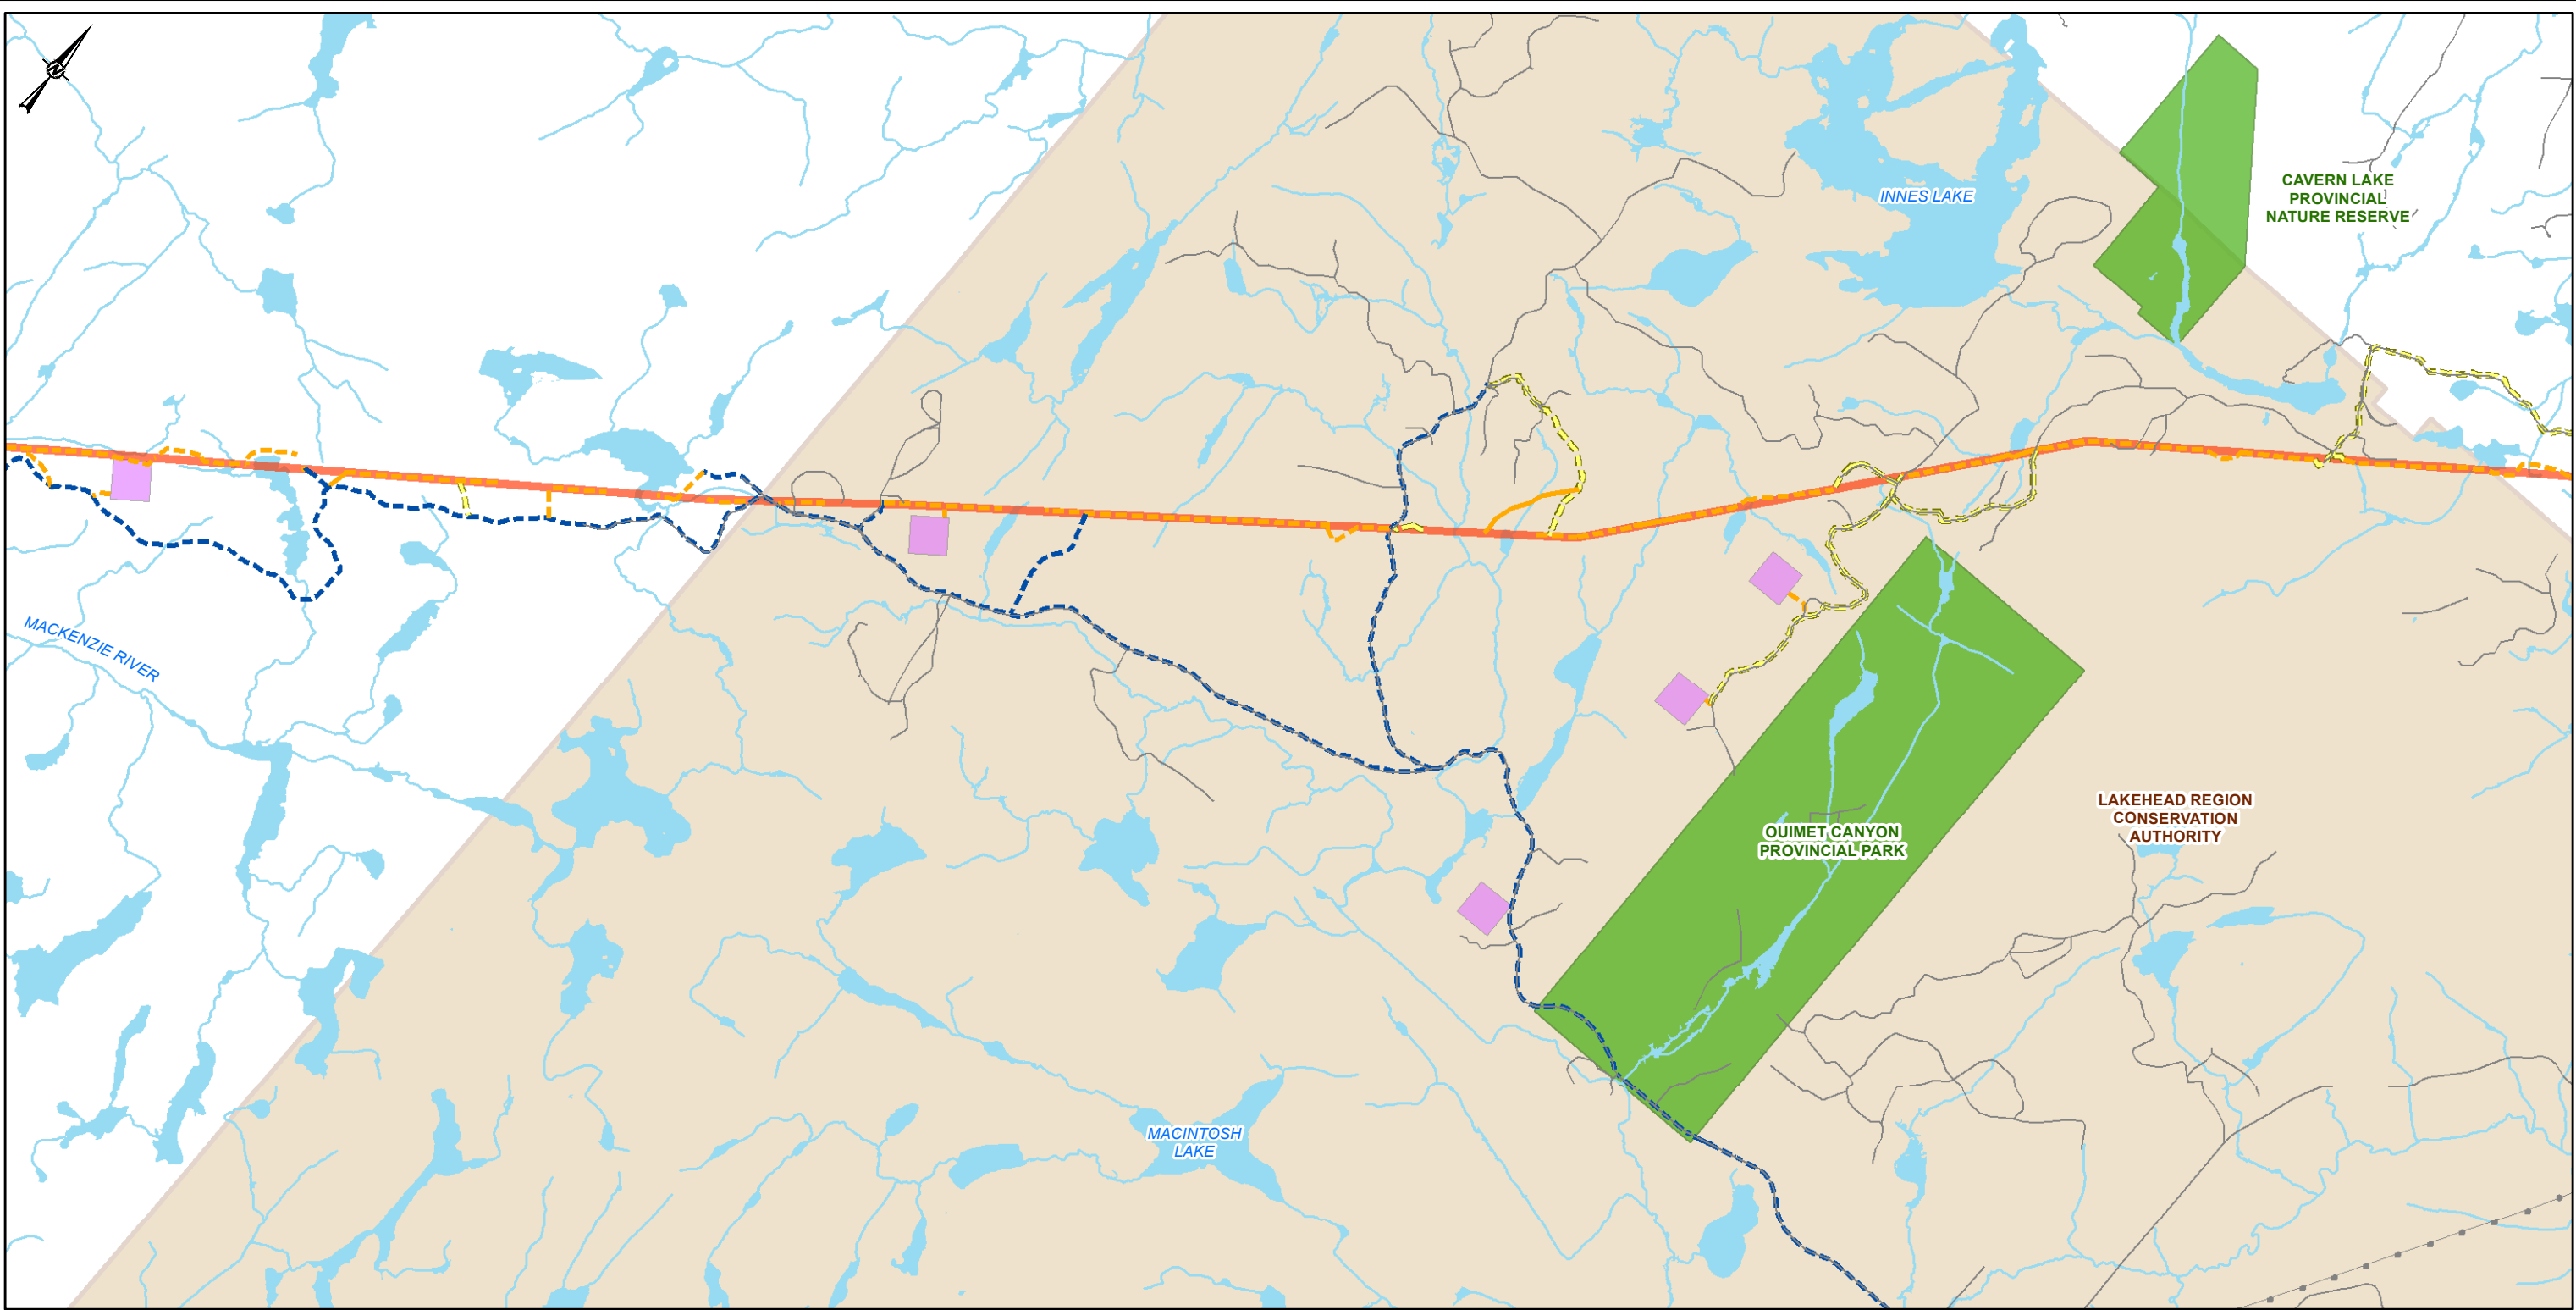 CAVERN LAKE
PROVINCIAL
NATURE RESERVE
INNES LAKE
MACKENZIE RIVER
LAKEHEAD REGION
CONSERVATION
AUTHORITY
OUIMET CANYON
PROVINCIAL PARK
MACINTOSH
LAKE